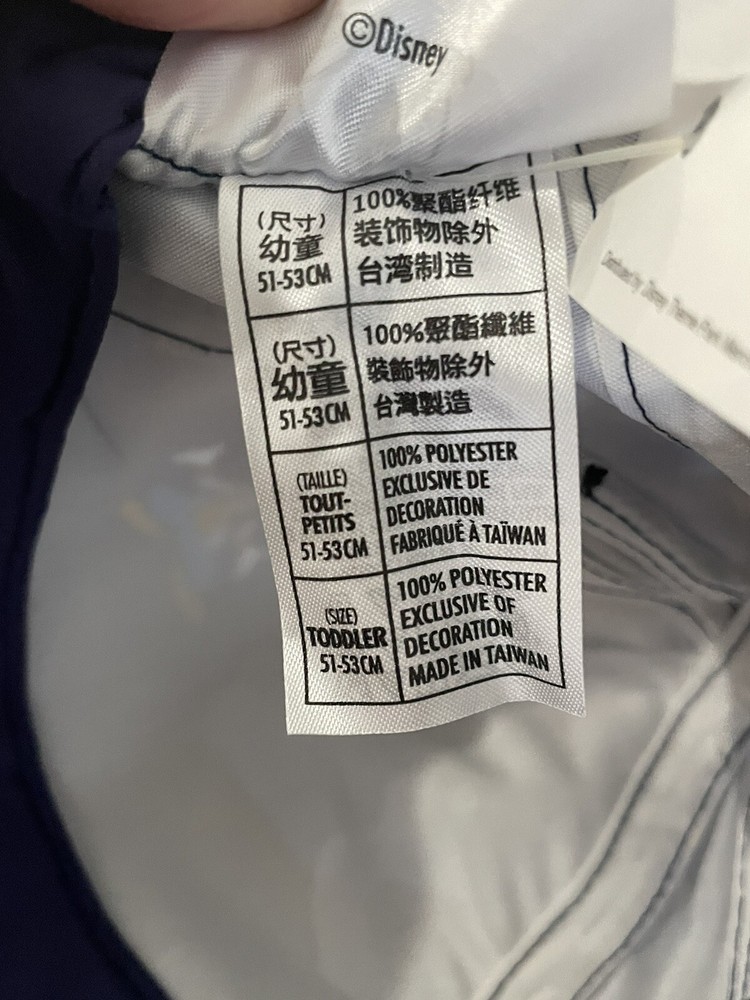 ©Disney
(尺寸)
幼童
51-53CM
100%聚酯纤维
装饰物除外
台湾制造
(尺寸)
幼童
51-53CM
100%聚酯纖維
裝飾物除外
台灣製造
(TAILLE)
TOUT-
PETITS
51-53CM
100% POLYESTER
EXCLUSIVE DE
DECORATION
FABRIQUÉ À TAÏWAN
(SIZE)
TODDLER
51-53CM
100% POLYESTER
EXCLUSIVE OF
DECORATION
MADE IN TAIWAN
Disney Theme Park